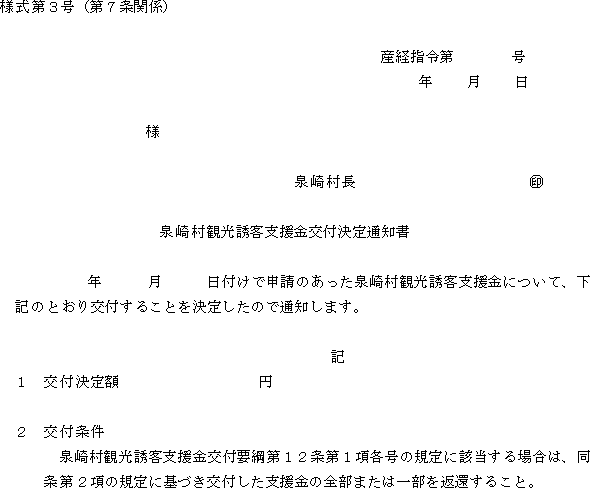 様式第３号（第７条関係）
産経指令第　　　　号
年　　月　　日
様
泉崎村長　　　　　　　　　　　㊞
泉崎村観光誘客支援金交付決定通知書
年　　　月　　　日付けで申請のあった泉崎村観光誘客支援金について、下
記のとおり交付することを決定したので通知します。
記
１　交付決定額　　　　　　　　　円
２　交付条件
泉崎村観光誘客支援金交付要綱第１２条第１項各号の規定に該当する場合は、同
条第２項の規定に基づき交付した支援金の全部または一部を返還すること。